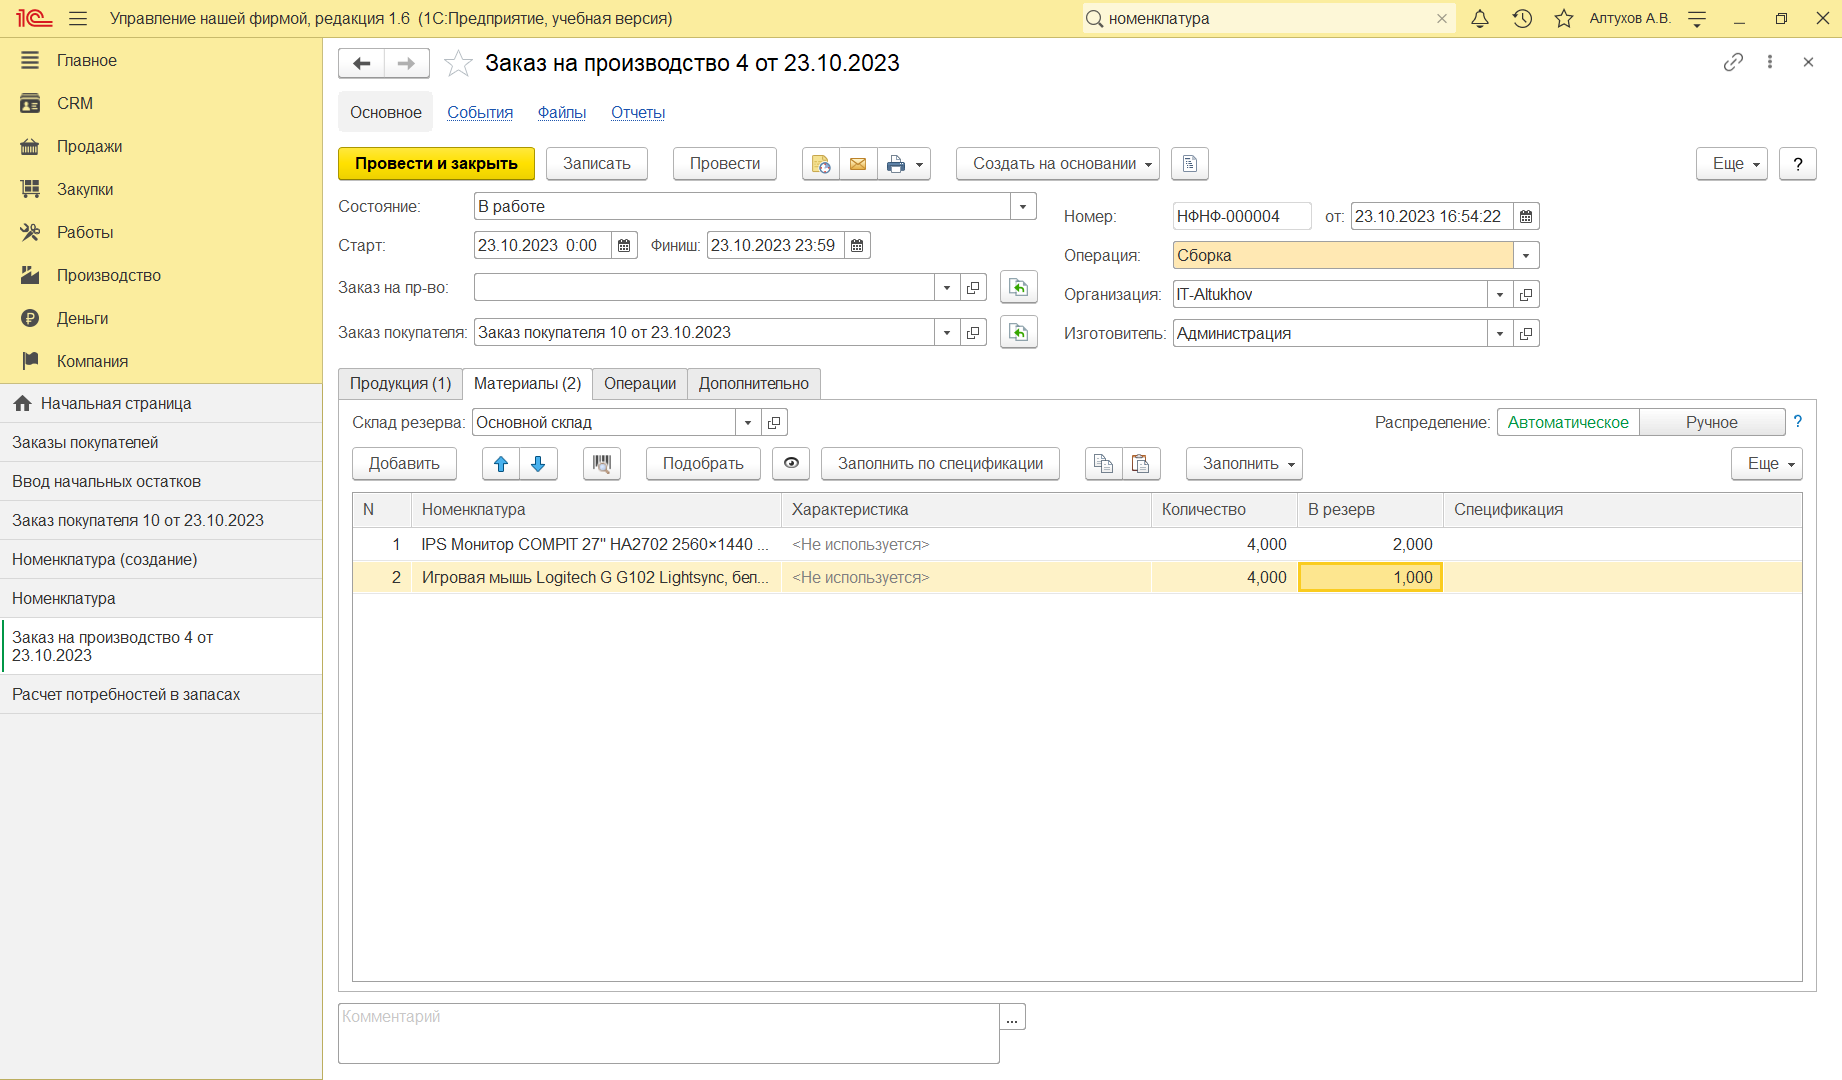 1С Управление нашей фирмой, редакция 1.6 (1С:Предприятие, учебная версия)
номенклатура
Алтухов А.В.
Главное
CRM
Продажи
Закупки
Работы
Производство
Деньги
Компания
Начальная страница
Заказы покупателей
Ввод начальных остатков
Заказ покупателя 10 от 23.10.2023
Номенклатура (создание)
Номенклатура
Заказ на производство 4 от
23.10.2023
Расчет потребностей в запасах
Заказ на производство 4 от 23.10.2023
Основное События Файлы Отчеты
Провести и закрыть Записать Провести Создать на основании Еще ?
Состояние: В работе
Номер: НФНФ-000004 от: 23.10.2023 16:54:22
Старт: 23.10.2023 0:00 Финиш: 23.10.2023 23:59
Операция: Сборка
Заказ на пр-во:
Организация: IT-Altukhov
Заказ покупателя: Заказ покупателя 10 от 23.10.2023
Изготовитель: Администрация
Продукция (1) Материалы (2) Операции Дополнительно
Склад резерва: Основной склад Распределение: Автоматическое Ручное ?
Добавить Подобрать Заполнить по спецификации Заполнить Еще
N Номенклатура Характеристика Количество В резерв Спецификация
1 IPS Монитор COMPIT 27" HA2702 2560×1440 ... <Не используется> 4,000 2,000
2 Игровая мышь Logitech G G102 Lightsync, бел... <Не используется> 4,000 1,000
Комментарий
...